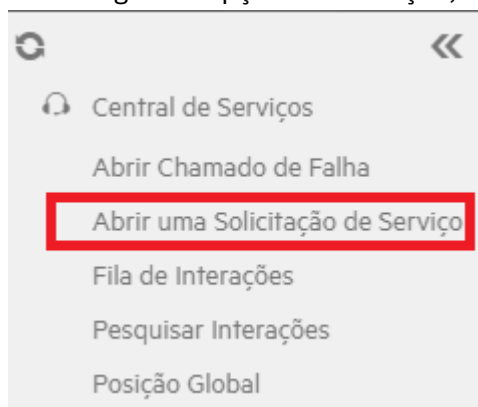 Central de Serviços
Abrir Chamado de Falha
Abrir uma Solicitação de Serviço
Fila de Interações
Pesquisar Interações
Posição Global